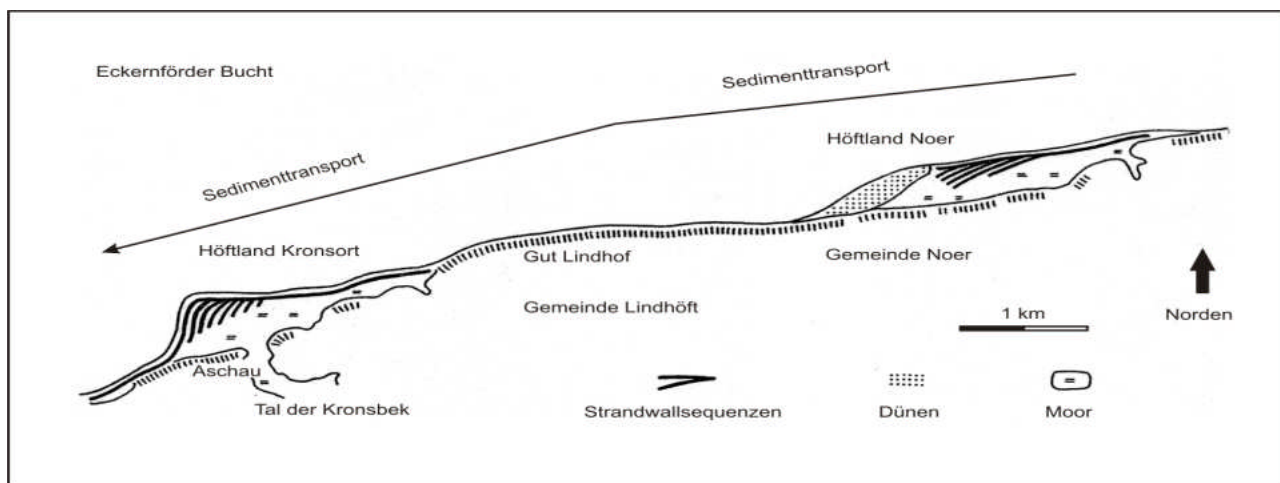 Eckernförder Bucht
Sedimenttransport
Höftland Noer
Sedimenttransport
Höftland Kronsort
Gut Lindhof
Gemeinde Noer
Gemeinde Lindhöft
1 km
Norden
Aschau
Tal der Kronsbek
Strandwallsequenzen
Dünen
Moor